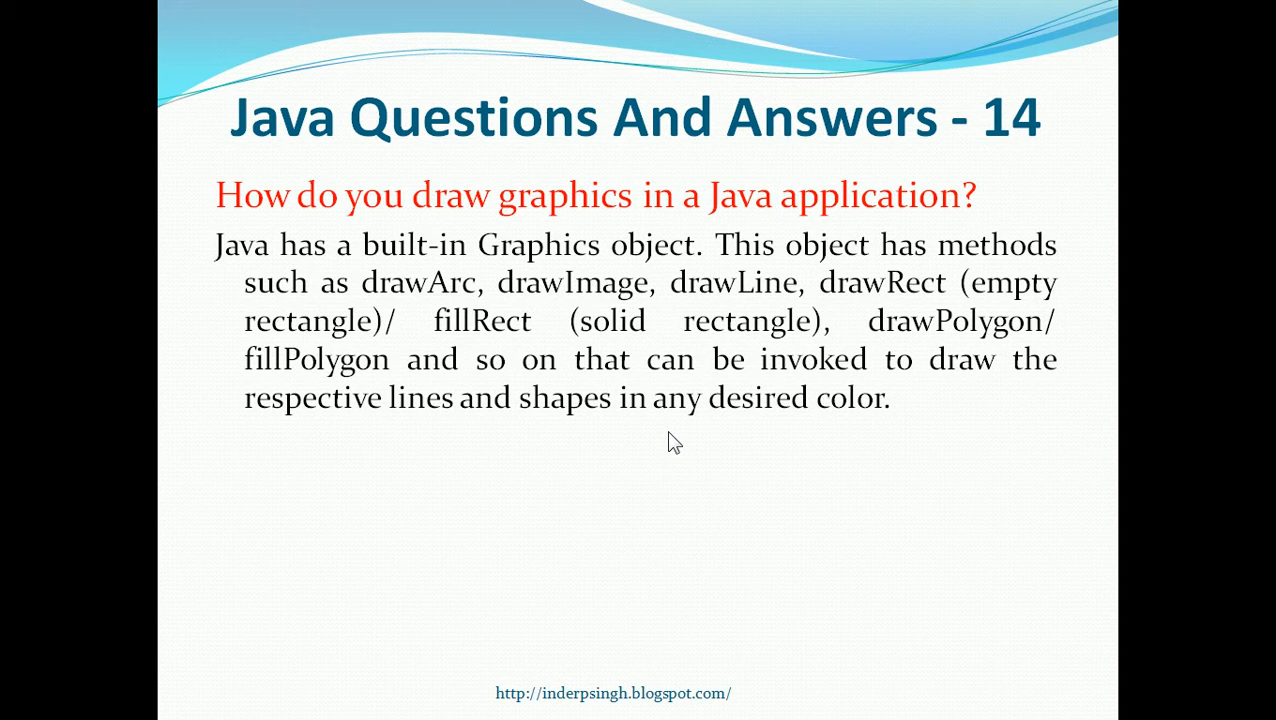 Java Questions And Answers - 14
How do you draw graphics in a Java application?
Java has a built-in Graphics object. This object has methods
such as drawArc, drawImage, drawLine, drawRect (empty
rectangle)/ fillRect (solid rectangle), drawPolygon/
fillPolygon and so on that can be invoked to draw the
respective lines and shapes in any desired color.
http://inderpsingh.blogspot.com/